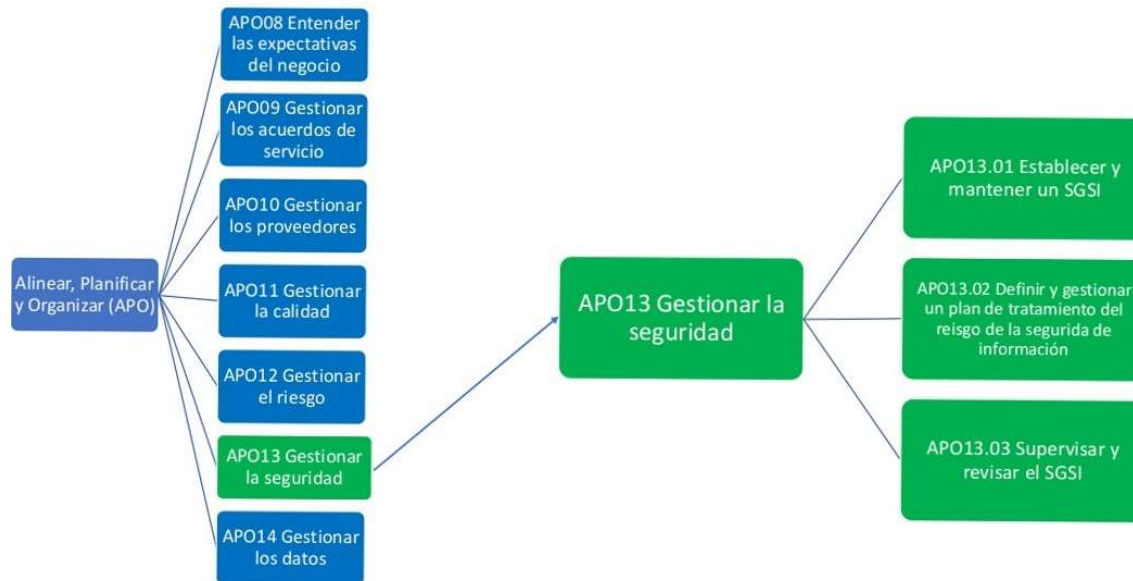 APO08 Entender
las expectativas
del negocio
APO09 Gestionar
los acuerdos de
servicio
APO10 Gestionar
los proveedores
Alinear, Planificar
y Organizar (APO)
APO11 Gestionar
la calidad
APO12 Gestionar
el riesgo
APO13 Gestionar
la seguridad
APO14 Gestionar
los datos
APO13 Gestionar la
seguridad
APO13.01 Establecer y
mantener un SGSI
APO13.02 Definir y gestionar
un plan de tratamiento del
reisgo de la segurida de
información
APO13.03 Supervisar y
revisar el SGSI